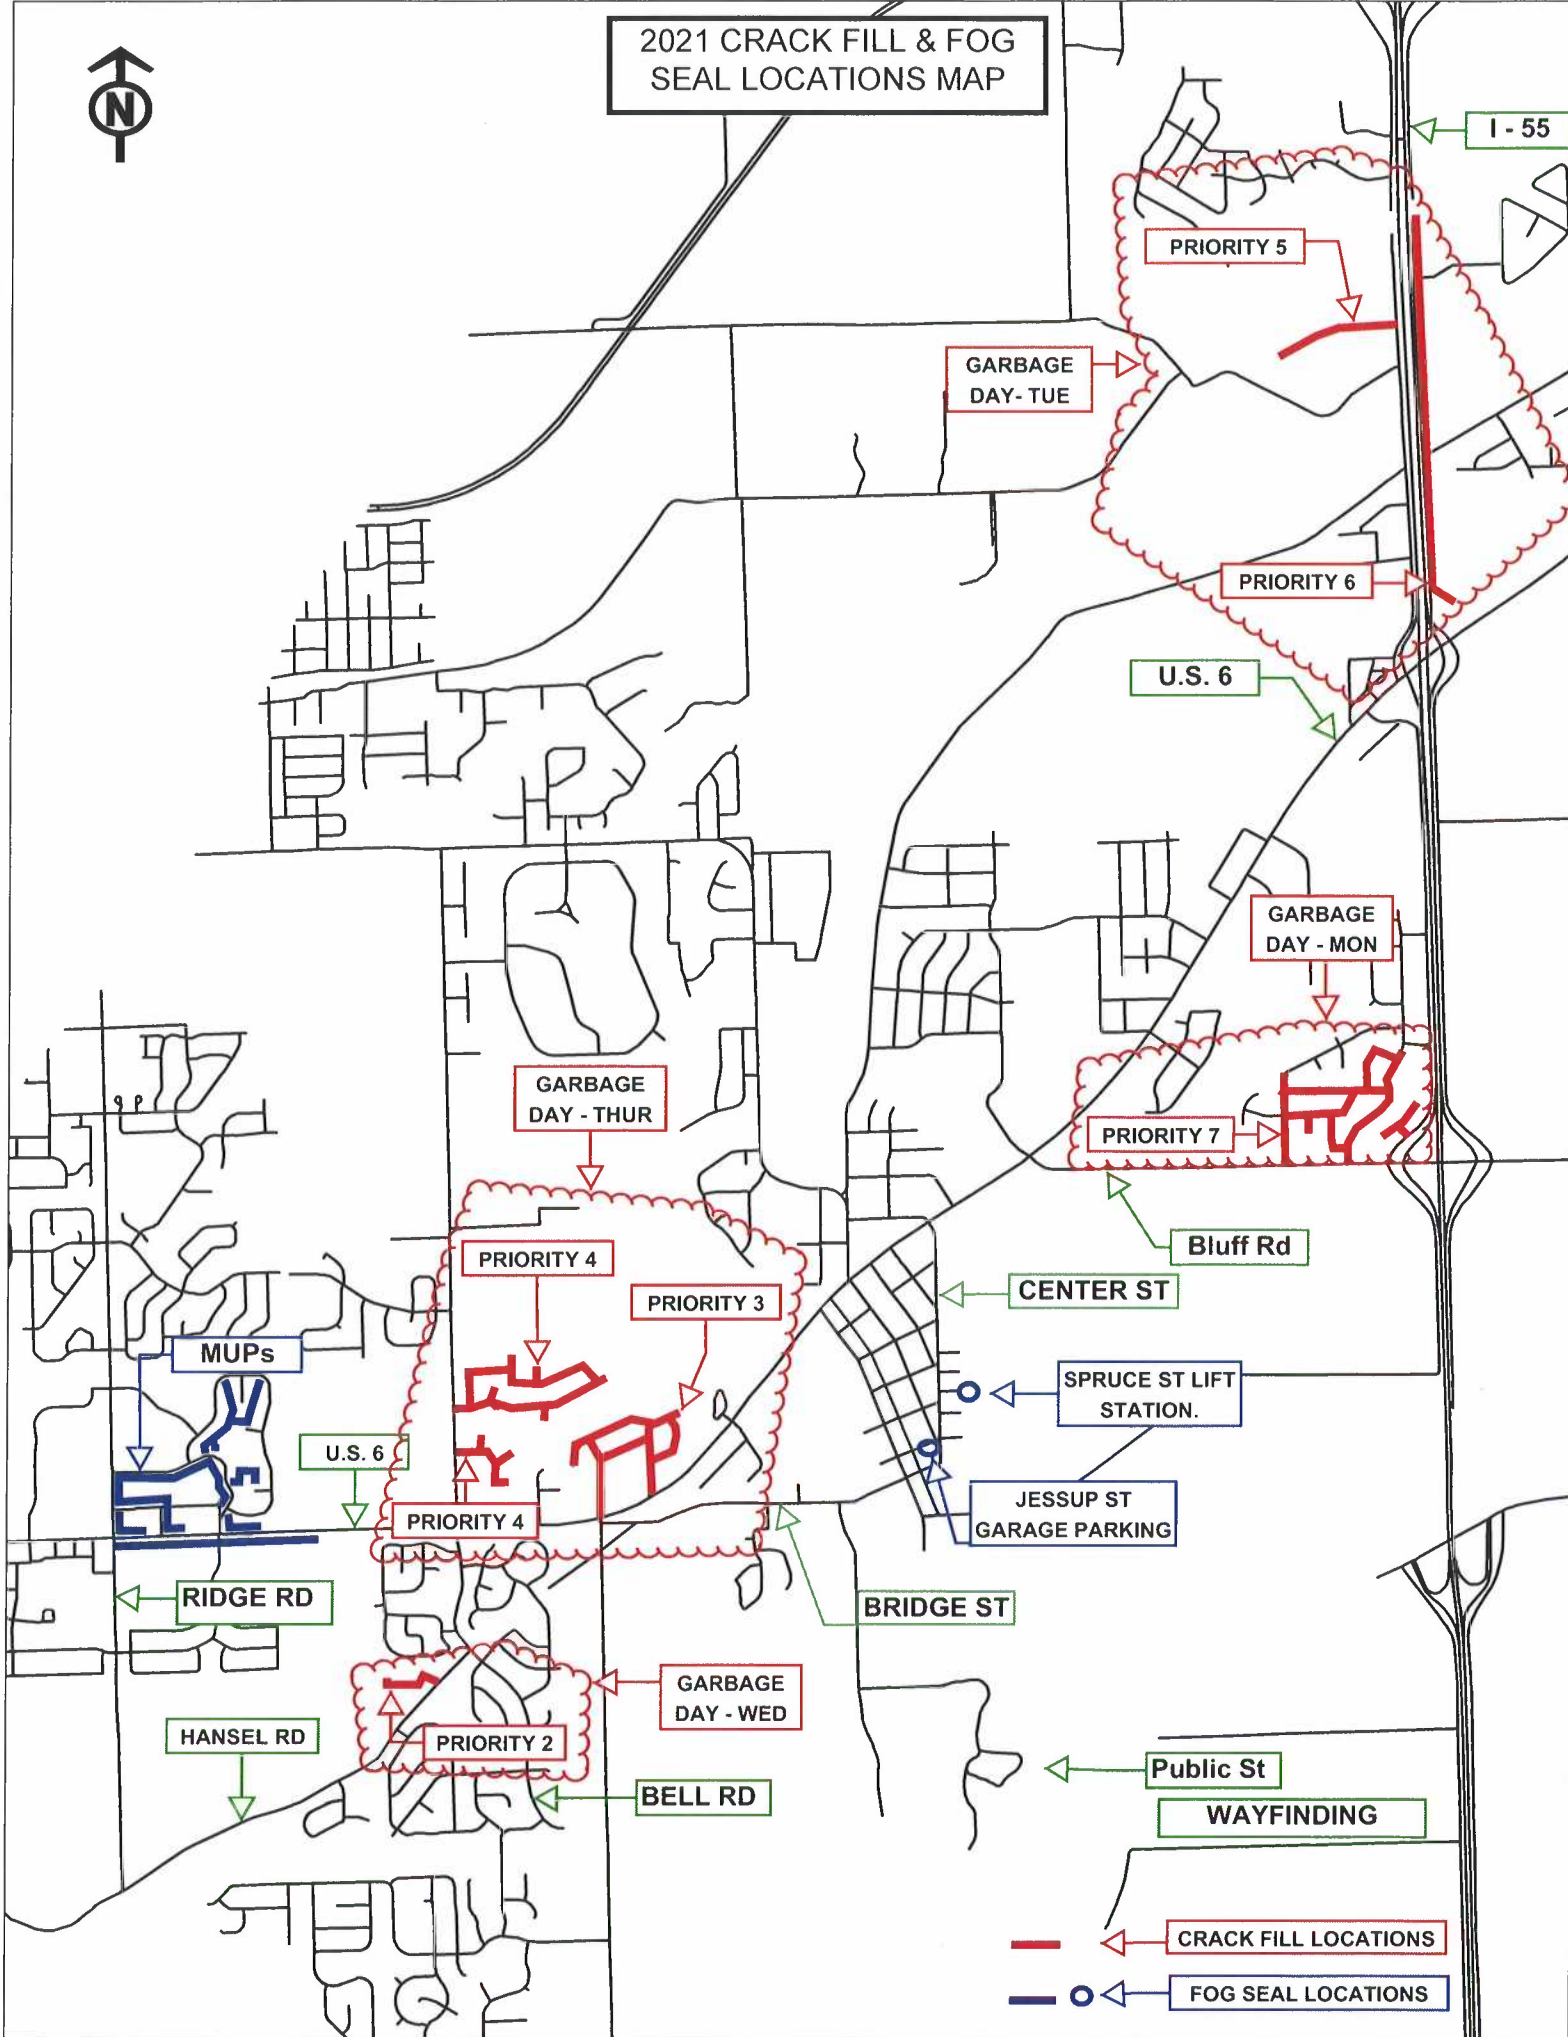 2021 CRACK FILL & FOG
SEAL LOCATIONS MAP
N
I - 55
PRIORITY 5
GARBAGE
DAY- TUE
PRIORITY 6
U.S. 6
GARBAGE
DAY - MON
GARBAGE
DAY - THUR
PRIORITY 7
Bluff Rd
PRIORITY 4
CENTER ST
PRIORITY 3
MUPs
SPRUCE ST LIFT
STATION.
U.S. 6
JESSUP ST
GARAGE PARKING
PRIORITY 4
RIDGE RD
BRIDGE ST
GARBAGE
DAY - WED
HANSEL RD
PRIORITY 2
Public St
BELL RD
WAYFINDING
CRACK FILL LOCATIONS
FOG SEAL LOCATIONS